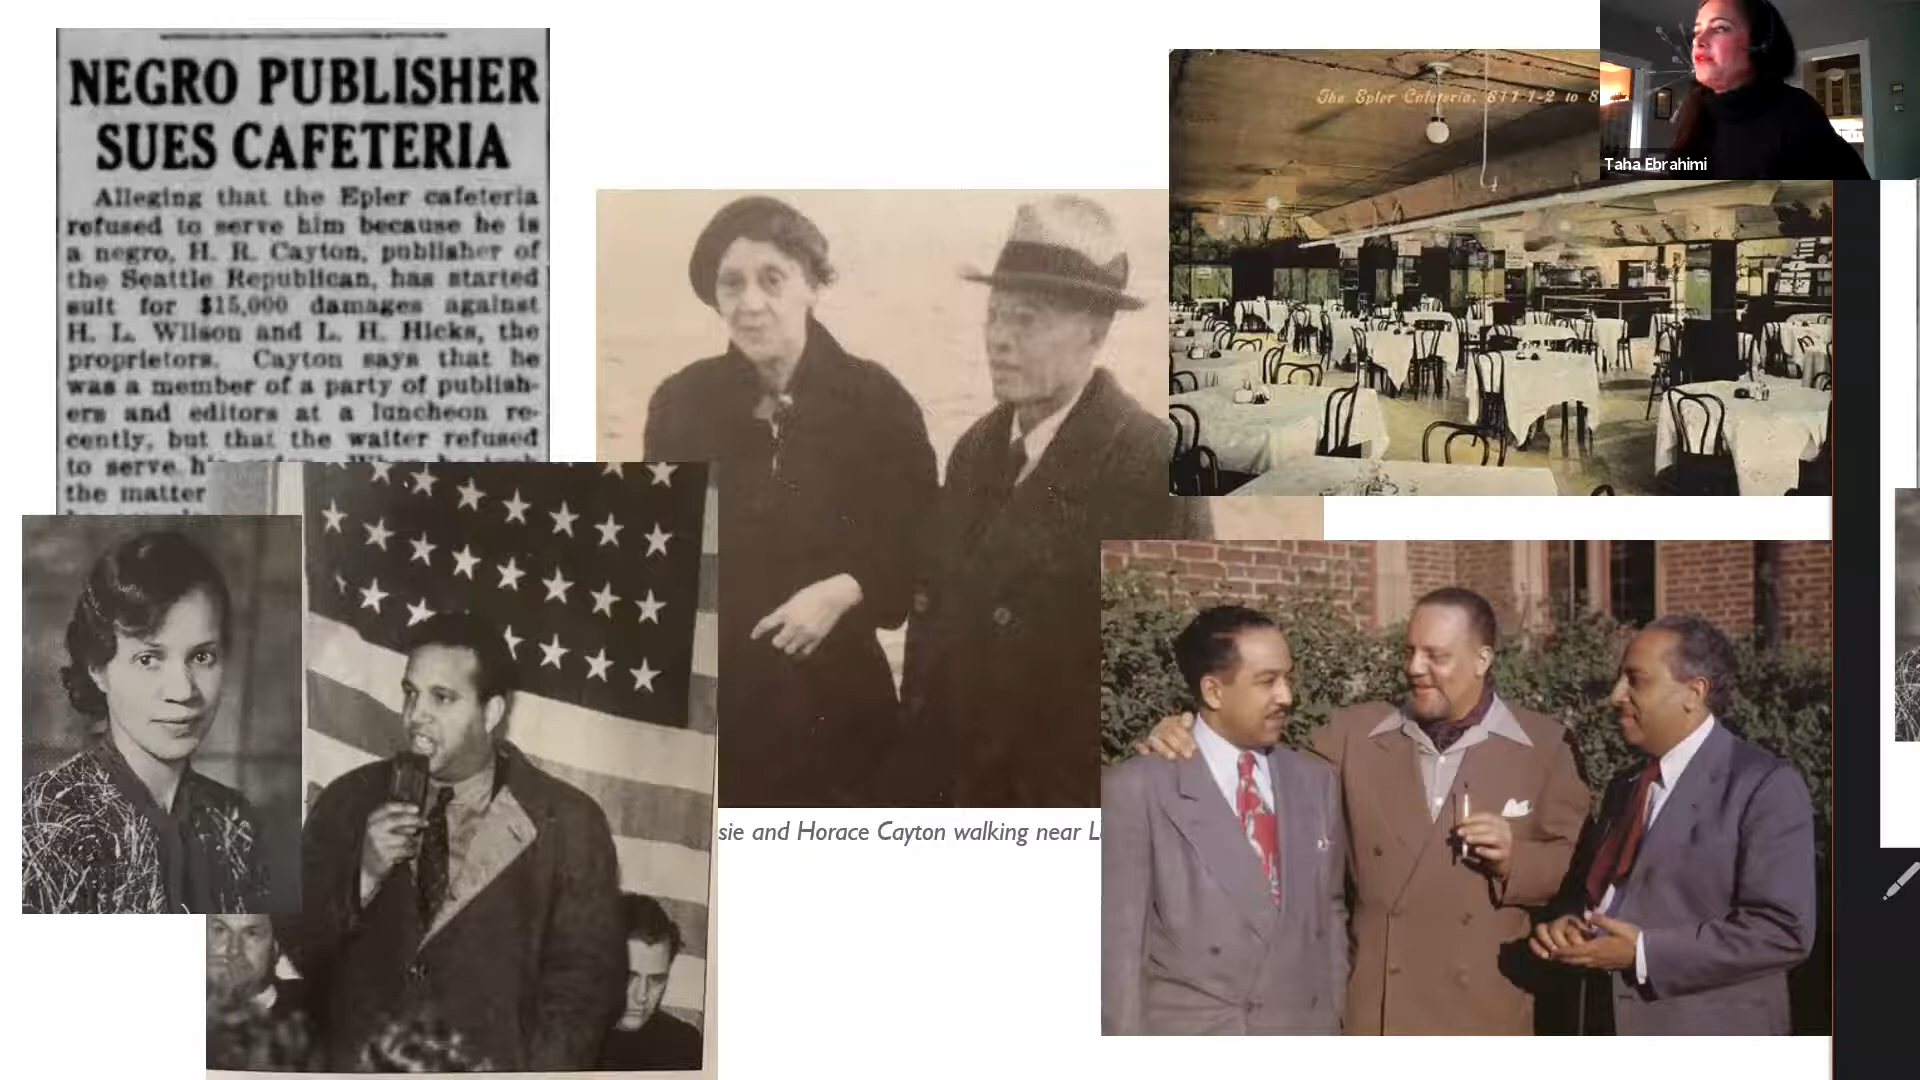 NEGRO PUBLISHER
SUES CAFETERIA
Alleging that the Epler cafeteria
refused to serve him because he is
a negro, H. R. Cayton, publisher of
the Seattle Republican, has started
suit for $15,000 damages against
H. L. Wilson and L. H. Hicks, the
proprietors. Cayton says that he
was a member of a party of publish-
ers and editors at a luncheon re-
cently, but that the waiter refused
to serve
the matter
The Epler Cafeteria, 811 1-2 to 8
Taha Ebrahimi
sie and Horace Cayton walking near L